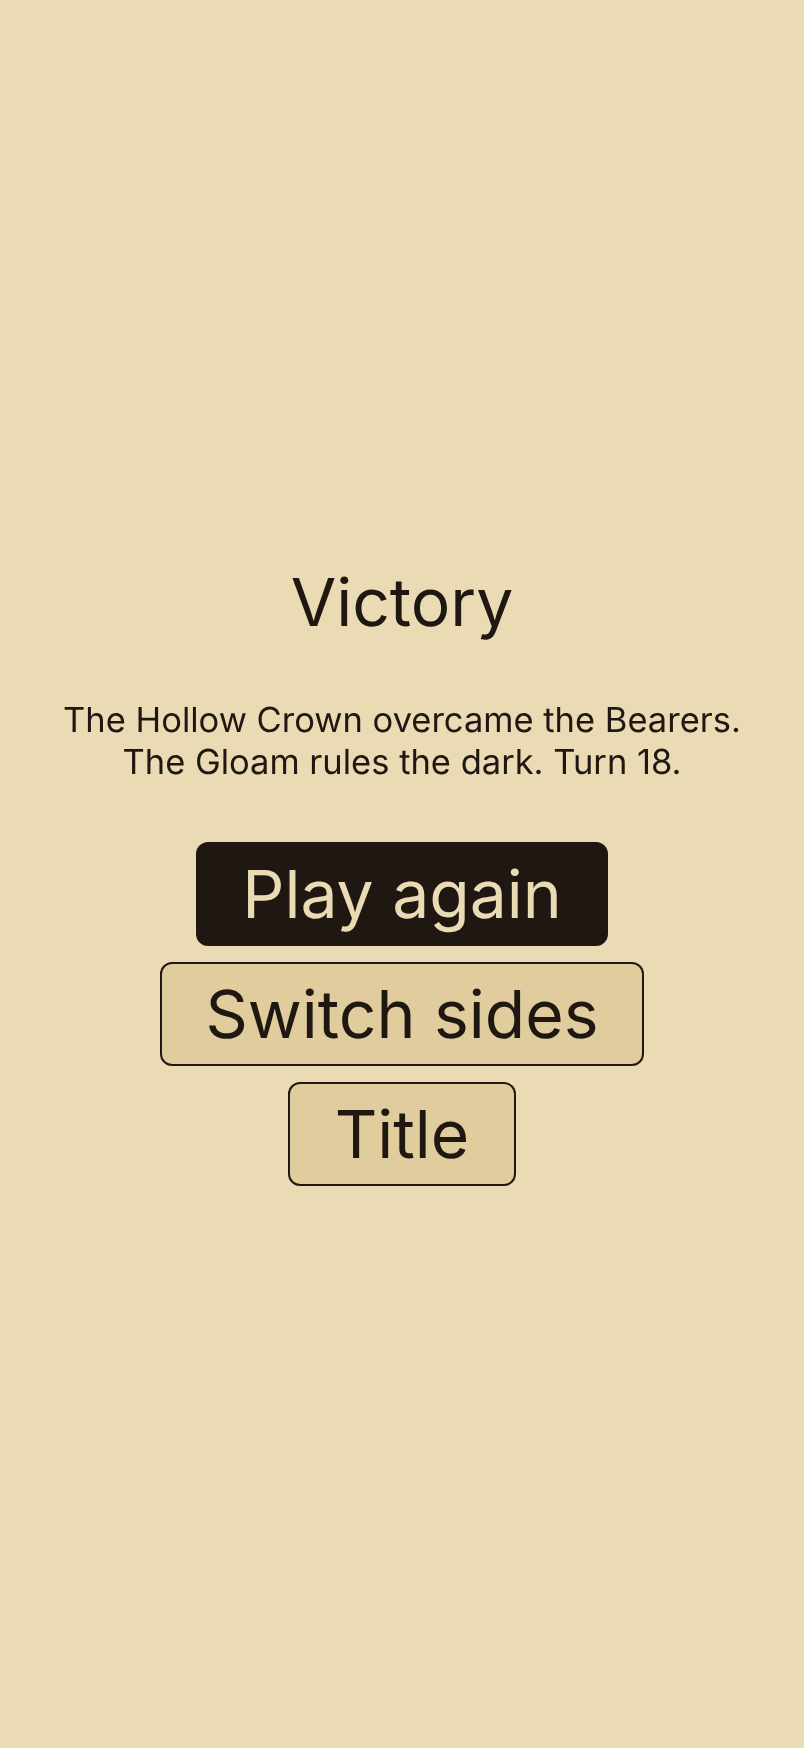 Victory
The Hollow Crown overcame the Bearers.
The Gloam rules the dark. Turn 18.
Play again
Switch sides
Title